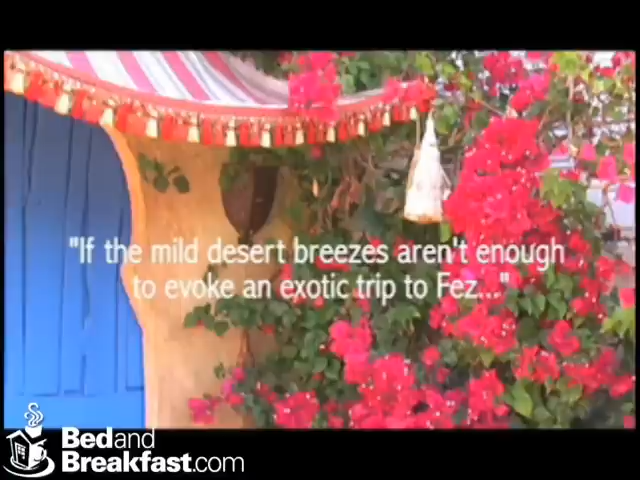 "If the mild desert breezes aren't enough
to evoke an exotic trip to Fez..."
Bedand
Breakfast.com